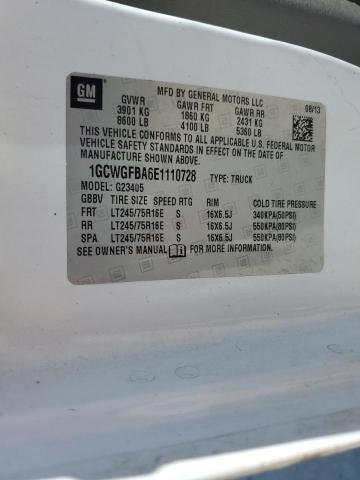 GM
MFD BY GENERAL MOTORS LLC
08/13
GVWR GAWR FRT GAWR RR
3901 KG 1860 KG 2431 KG
8600 LB 4100 LB 5360 LB
THIS VEHICLE CONFORMS TO ALL APPLICABLE U.S. FEDERAL MOTOR
VEHICLE SAFETY STANDARDS IN EFFECT ON THE DATE OF
MANUFACTURE SHOWN ABOVE.
1GCWGFBA6E1110728 TYPE: TRUCK
MODEL: G23405
GBBV TIRE SIZE SPEED RTG RIM COLD TIRE PRESSURE
FRT LT245/75R16E S 16X6.5J 340KPA(50PSI)
RR LT245/75R16E S 16X6.5J 550KPA(80PSI)
SPA LT245/75R16E S 16X6.5J 550KPA(80PSI)
SEE OWNER'S MANUAL FOR MORE INFORMATION.